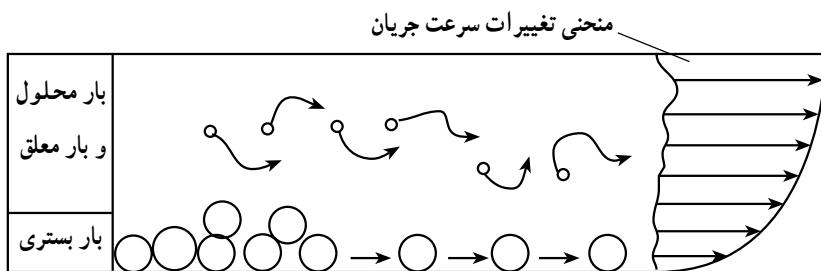 منحنی تغییرات سرعت جریان
بار محلول
و بار معلق
بار بستری